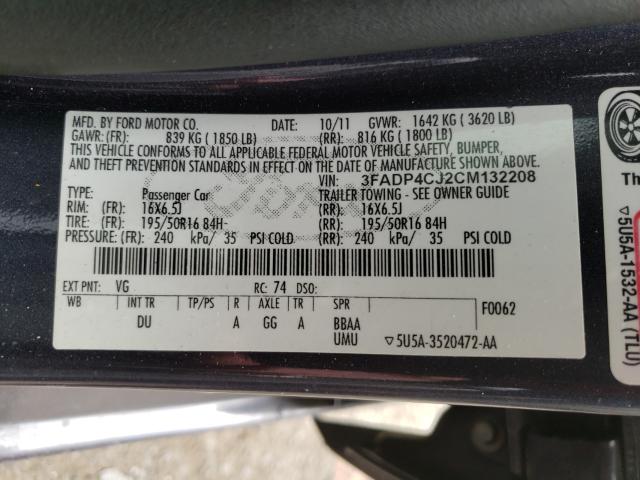 MFD. BY FORD MOTOR CO. DATE: 10/11 GVWR: 1642 KG ( 3620 LB)
GAWR: (FR): 839 KG ( 1850 LB) (RR): 816 KG ( 1800 LB)
THIS VEHICLE CONFORMS TO ALL APPLICABLE FEDERAL MOTOR VEHICLE SAFETY, BUMPER,
AND THEFT PREVENTION STANDARDS IN EFFECT ON THE DATE OF MANUFACTURE SHOWN ABOVE.
VIN: 3FADP4CJ2CM132208
TYPE: Passenger Car TRAILER TOWING - SEE OWNER GUIDE
RIM: (FR): 16X6.5J (RR): 16X6.5J
TIRE: (FR): 195/50R16 84H- (RR): 195/50R16 84H
PRESSURE: (FR): 240 kPa/ 35 PSI COLD (RR): 240 kPa/ 35 PSI COLD
EXT PNT: VG RC: 74 DSO:
WB INT TR TP/PS R AXLE TR SPR F0062
DU A GG A BBAA
UMU ▽5U5A-3520472-AA
▽5U5A-1532-AA (TLU)